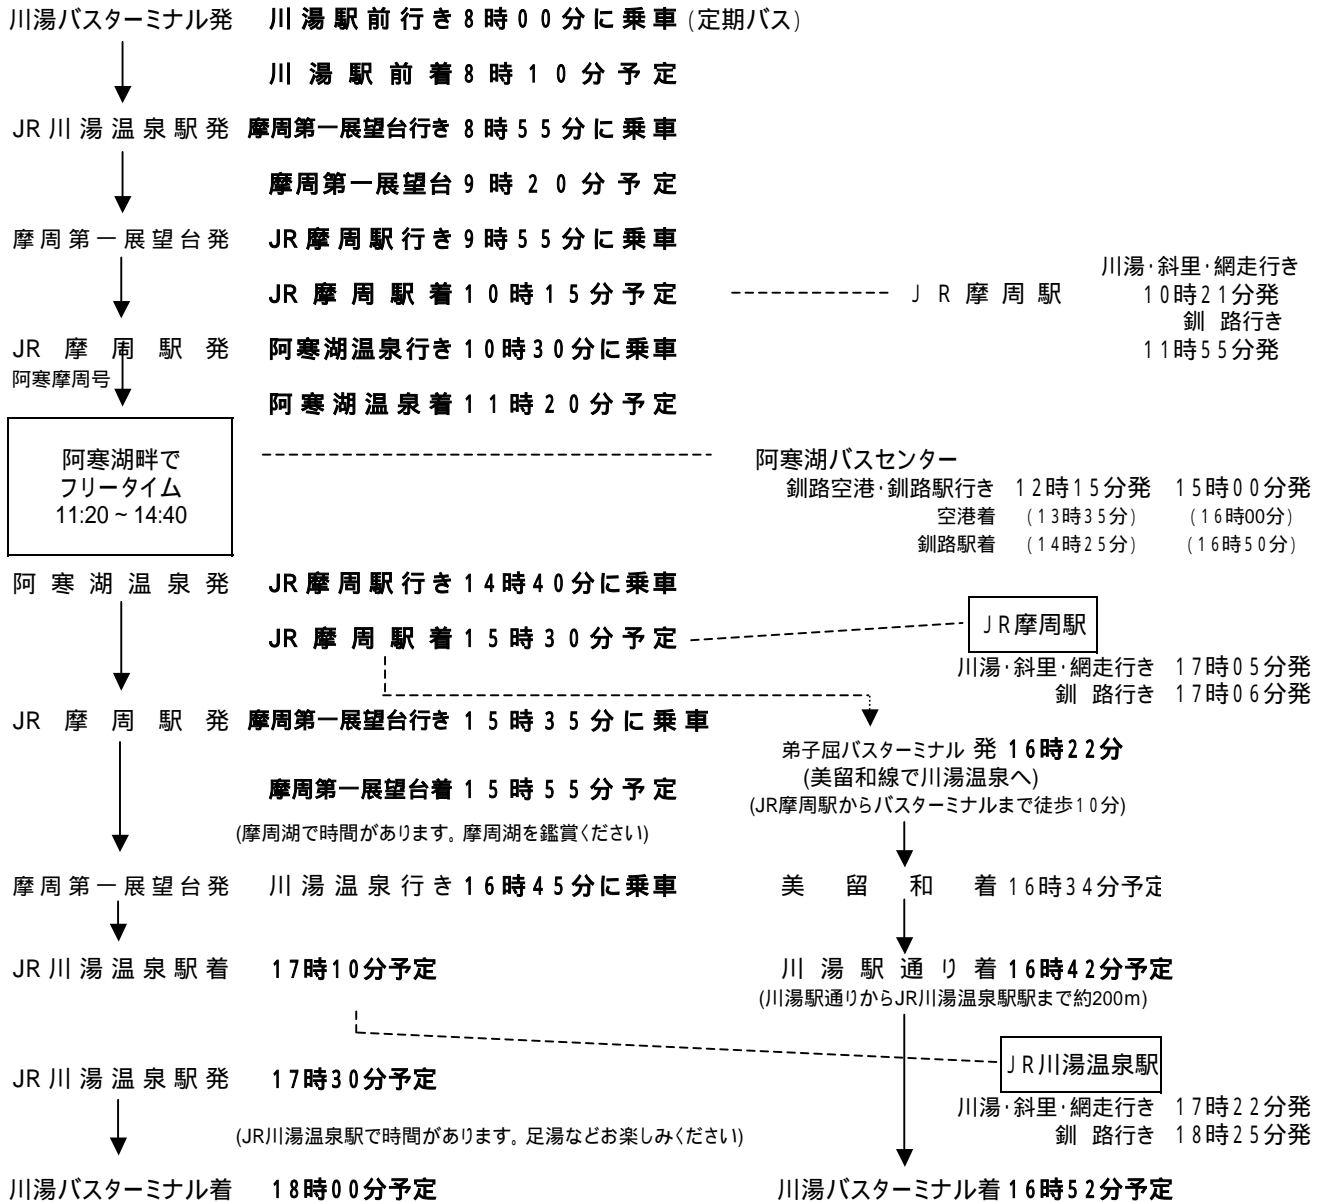 川湯バスターミナル発 川湯駅前行き8時00分に乗車(定期バス)
川湯駅前着8時10分予定
JR川湯温泉駅発 摩周第一展望台行き8時55分に乗車
摩周第一展望台9時20分予定
摩周第一展望台発 JR摩周駅行き9時55分に乗車
川湯・斜里・網走行き
JR摩周駅着10時15分予定 JR摩周駅 10時21分発
釧路行き
JR摩周駅発 阿寒湖温泉行き10時30分に乗車 11時55分発
阿寒摩周号
阿寒湖温泉着11時20分予定
阿寒湖畔で
フリータイム
11:20~14:40
阿寒湖バスセンター
釧路空港・釧路駅行き 12時15分発 15時00分発
空港着 (13時35分) (16時00分)
釧路駅着 (14時25分) (16時50分)
阿寒湖温泉発 JR摩周駅行き14時40分に乗車
JR摩周駅着15時30分予定 JR摩周駅
川湯・斜里・網走行き 17時05分発
釧路行き 17時06分発
JR摩周駅発 摩周第一展望台行き15時35分に乗車
弟子屈バスターミナル 発 16時22分
(美留和線で川湯温泉へ)
摩周第一展望台着15時55分予定
(JR摩周駅からバスターミナルまで徒歩10分)
(摩周湖で時間があります。摩周湖を鑑賞ください)
摩周第一展望台発 川湯温泉行き16時45分に乗車 美留和着16時34分予定
JR川湯温泉駅着 17時10分予定 川湯駅通り着16時42分予定
(川湯駅通りからJR川湯温泉駅駅まで約200m)
JR川湯温泉駅
JR川湯温泉駅発 17時30分予定
川湯・斜里・網走行き 17時22分発
(JR川湯温泉駅で時間があります。足湯などお楽しみください) 釧路行き 18時25分発
川湯バスターミナル着 18時00分予定 川湯バスターミナル着16時52分予定